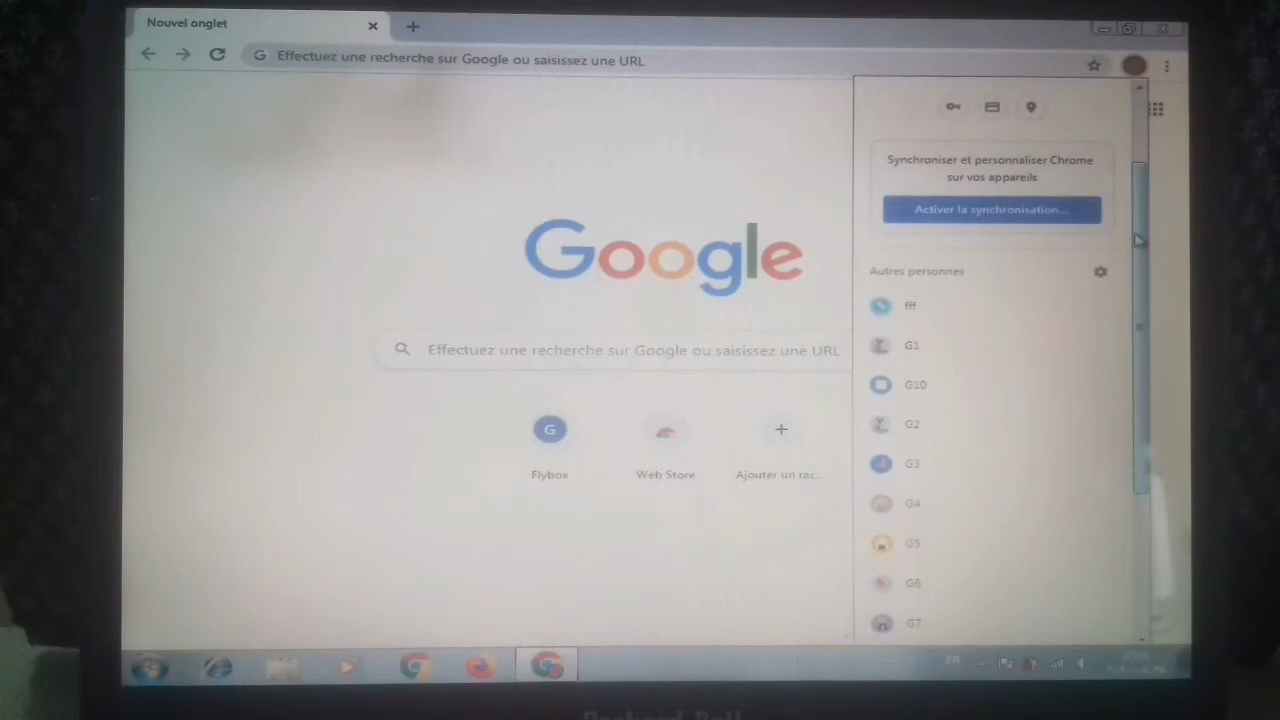 Nouvel onglet
Effectuez une recherche sur Google ou saisissez une URL
Synchroniser et personnaliser Chrome
sur vos appareils
Activer la synchronisation...
Autres personnes
fff
G1
G10
G2
G3
G4
G5
G6
G7
Google
Effectuez une recherche sur Google ou saisissez une URL
G
Flybox
Web Store
Ajouter un rac...
FR